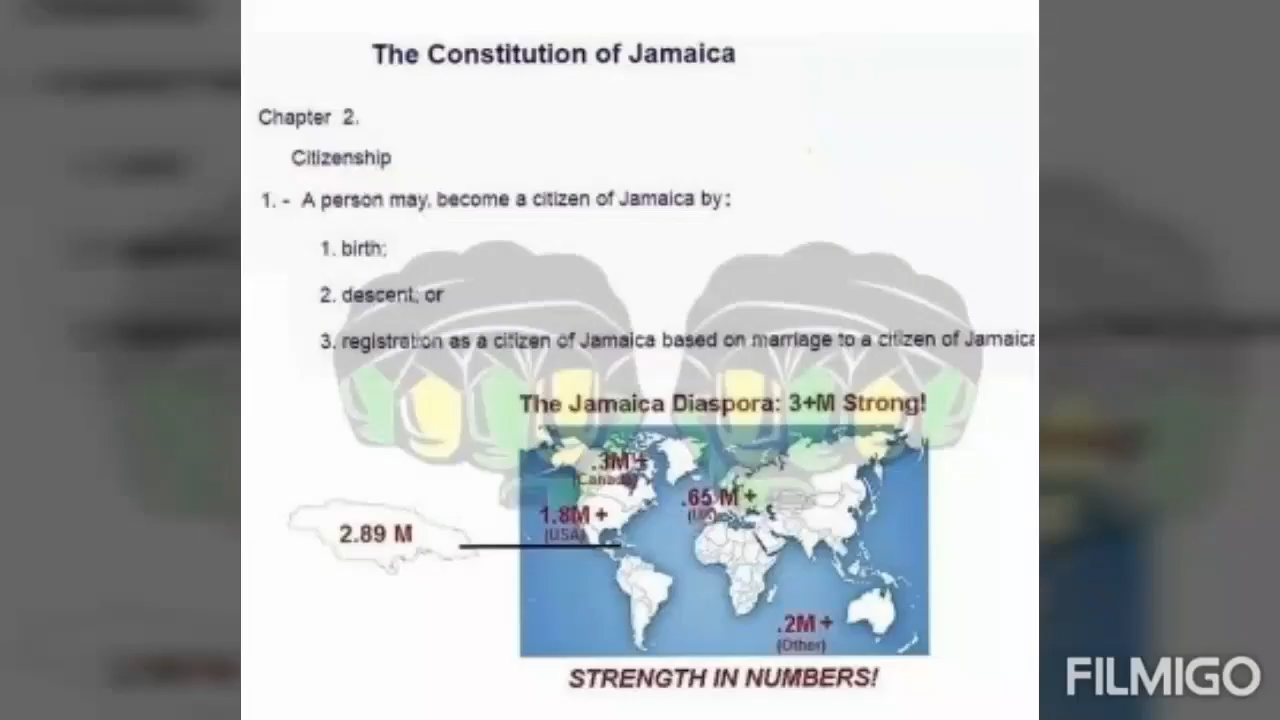 The Constitution of Jamaica
Chapter 2.
Citizenship
1. - A person may, become a citizen of Jamaica by;
1. birth;
2. descent; or
3. registration as a citizen of Jamaica based on marriage to a citizen of Jamaica
The Jamaica Diaspora: 3+M Strong!
.3M +
(Canada)
.65 M +
(UK)
1.8M +
(USA)
2.89 M
.2M +
(Other)
STRENGTH IN NUMBERS!
FILMIGO